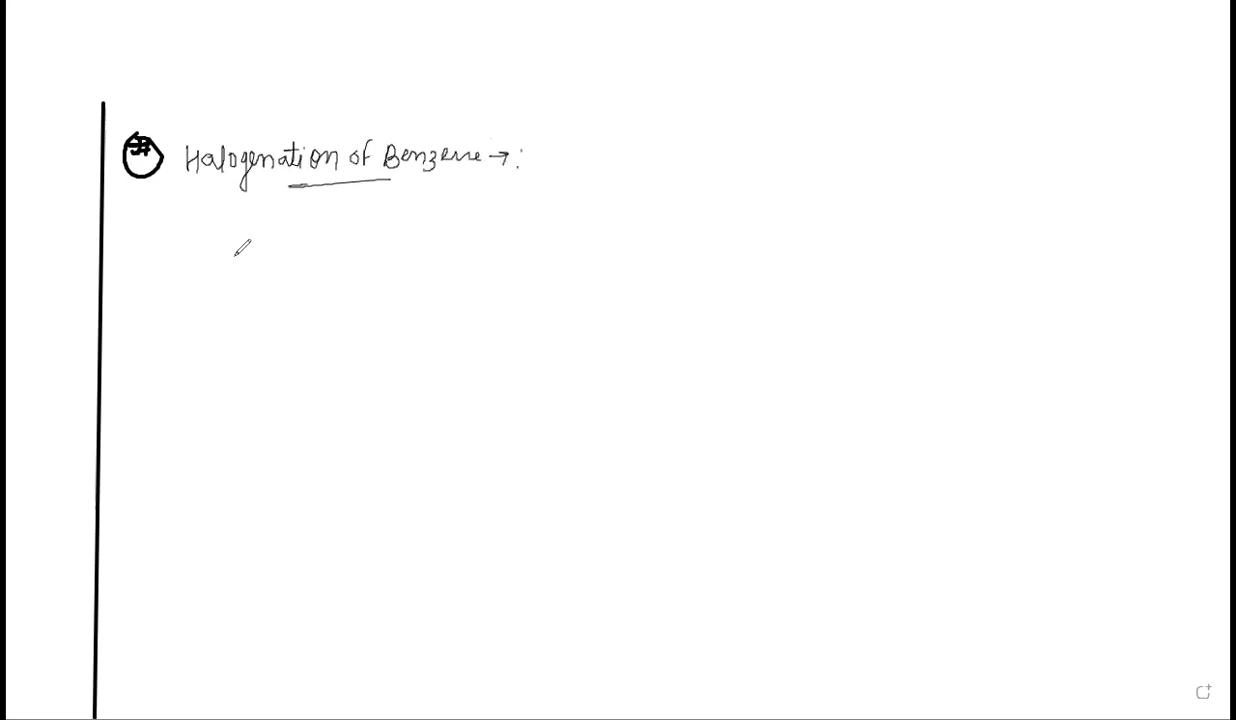 # Halogenation of Benzene → :